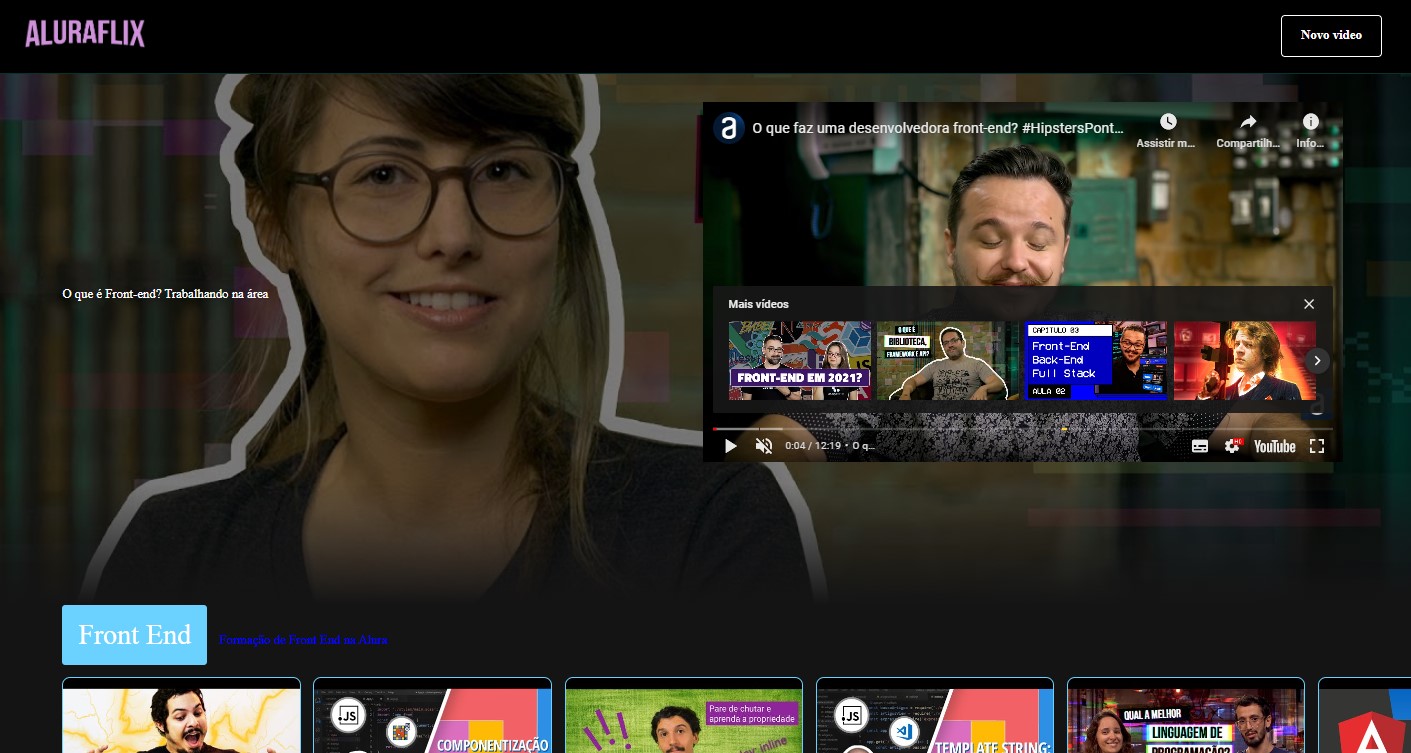 ALURAFLIX
Novo video
a O que faz uma desenvolvedora front-end? #HipstersPont...
Assistir m...
Compartilh...
Info...
O que é Front-end? Trabalhando na área
Mais vídeos
FRONT-END EM 2021?
O QUE É
BIBLIOTECA,
FRAMEWORK E API?
CAPÍTULO 03
Front-End
Back-End
Full Stack
AULA 02
0:04 / 12:19 • O q...
HD
YouTube
Front End
Formação de Front End na Alura
.JS
COMPONENTIZAÇÃO
!!!
Pare de chutar e
aprenda a propriedade
inline
.JS
TEMPLATE STRING:
QUAL A MELHOR
LINGUAGEM DE
PROGRAMAÇÃO?